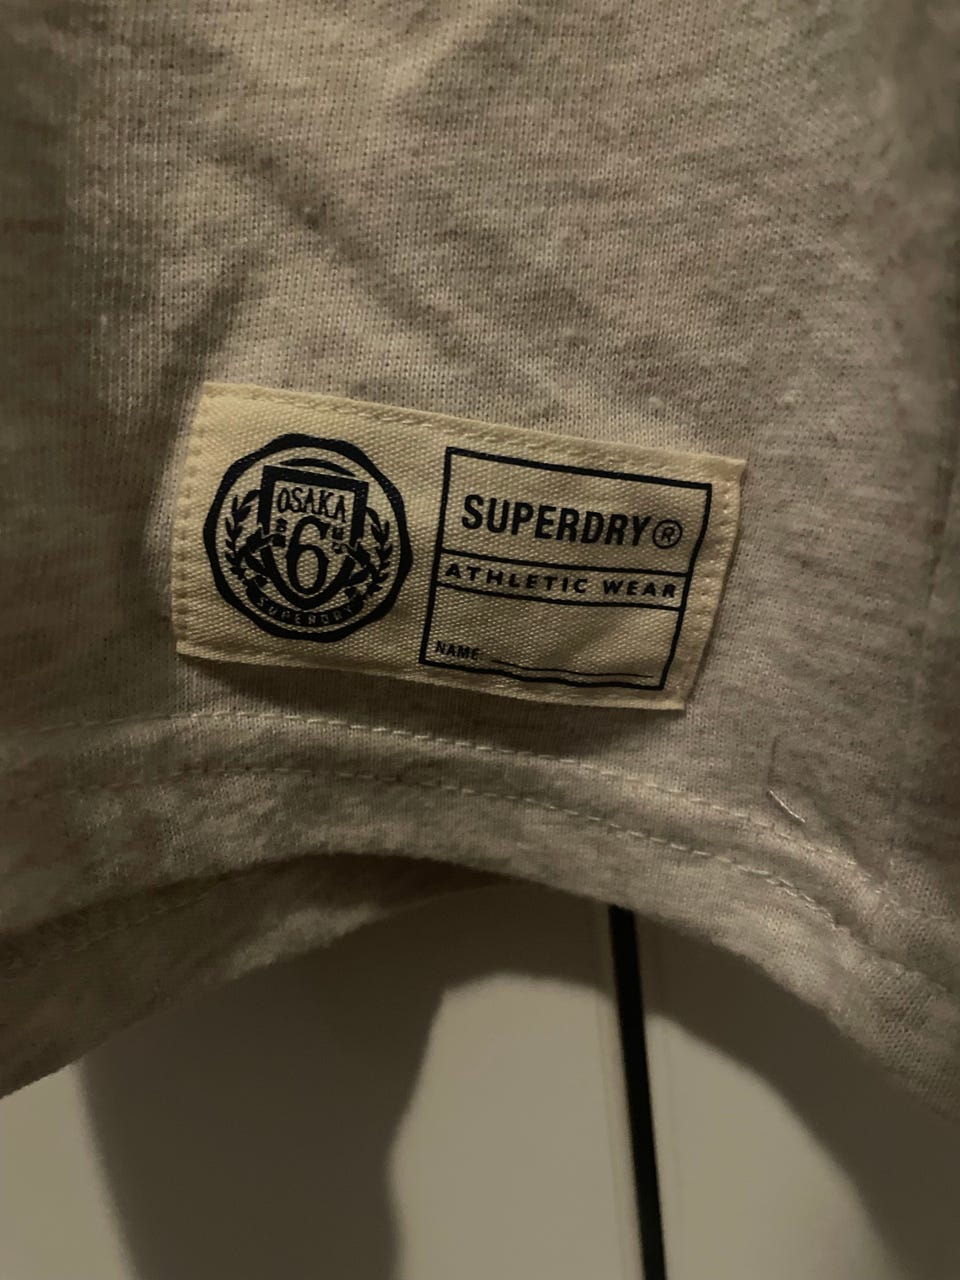 OSAKA
6
SUPERDRY
SUPERDRY®
ATHLETIC WEAR
NAME